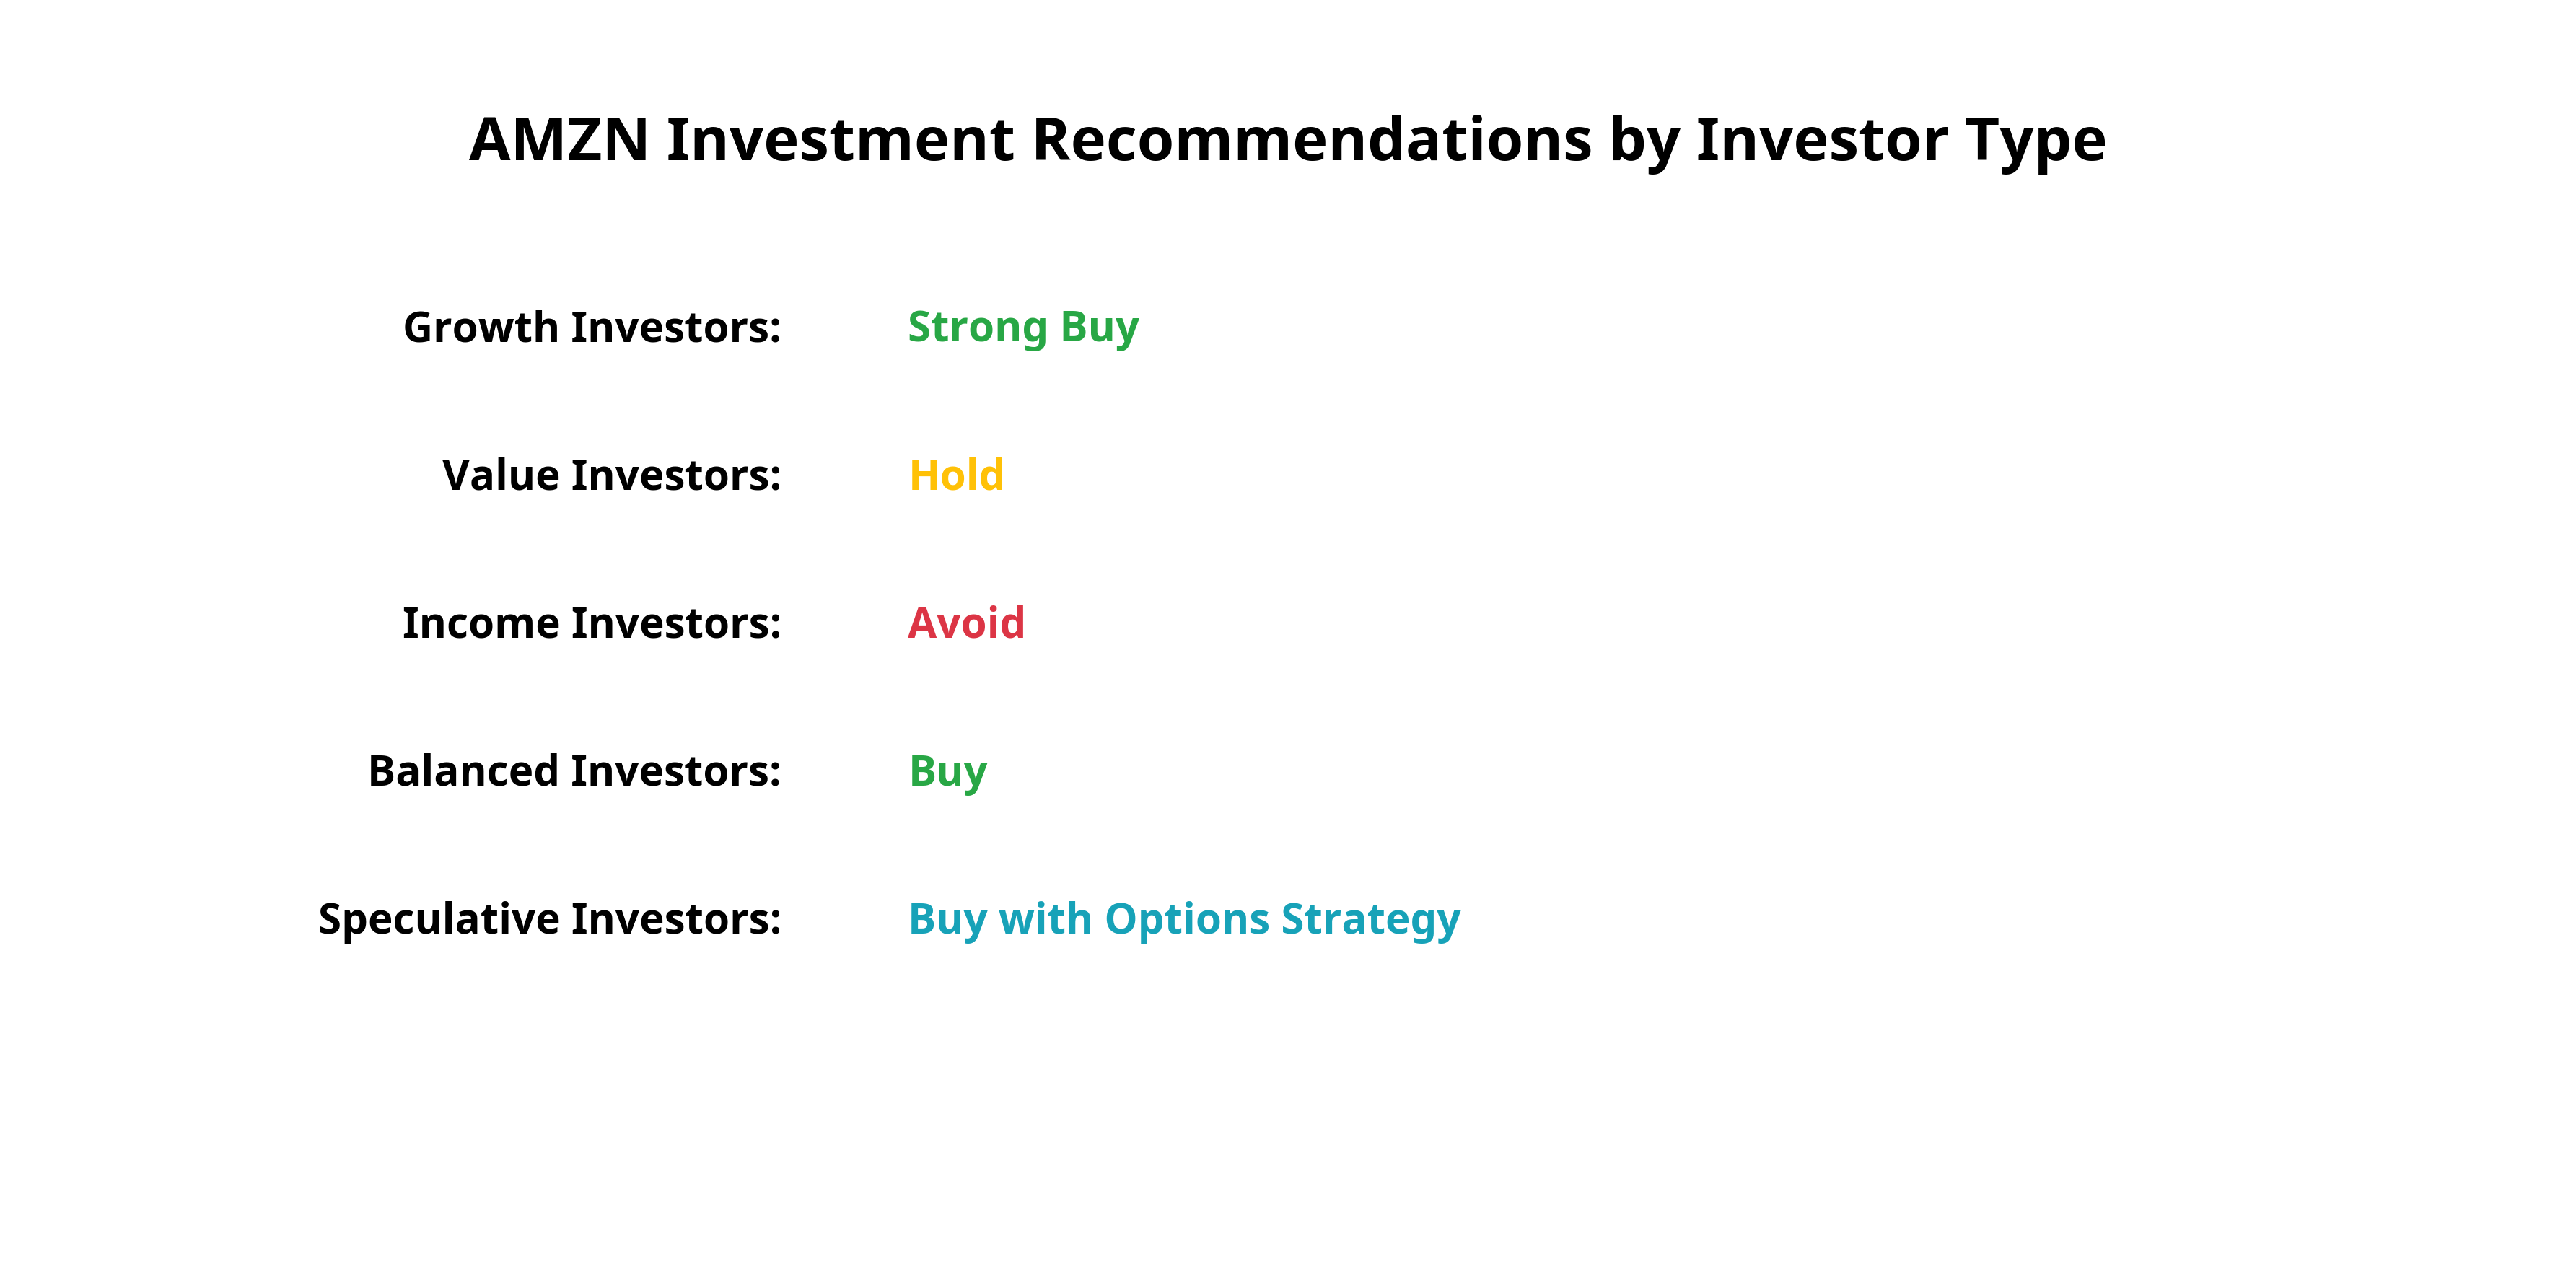 AMZN Investment Recommendations by Investor Type
Growth Investors: Strong Buy
Value Investors: Hold
Income Investors: Avoid
Balanced Investors: Buy
Speculative Investors: Buy with Options Strategy